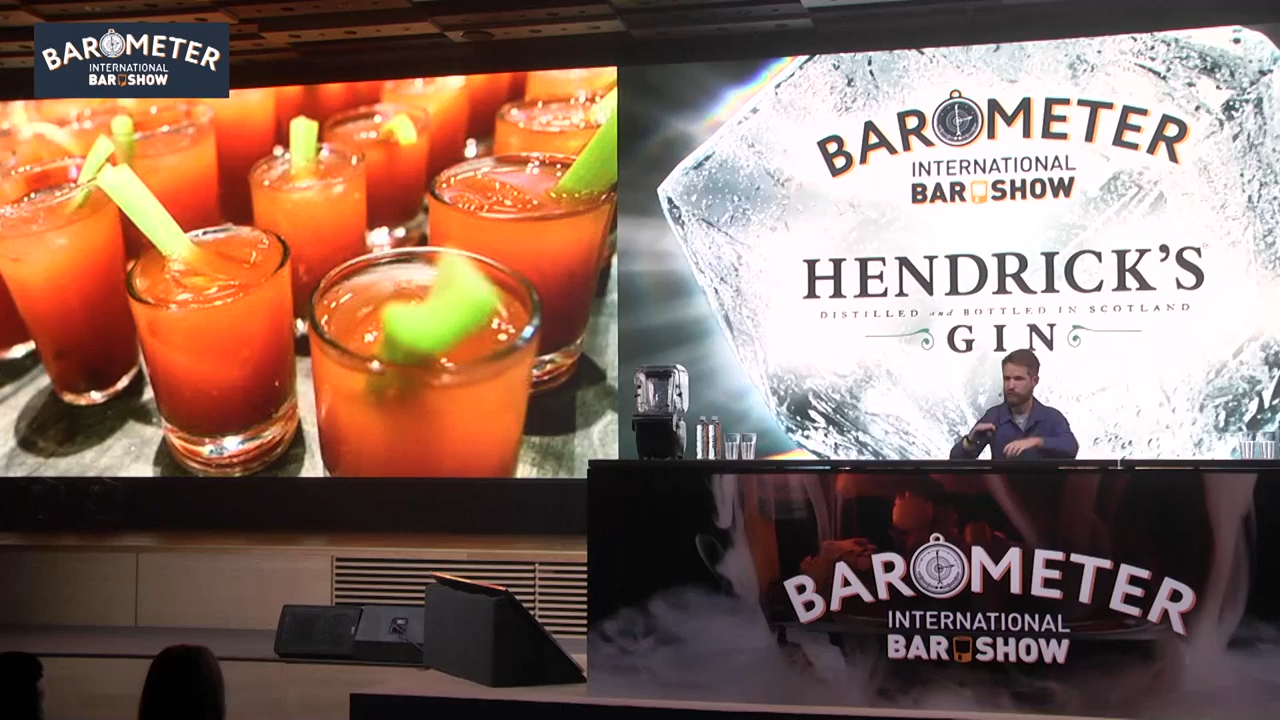 BAROMETER
INTERNATIONAL
BAR SHOW
BAROMETER
INTERNATIONAL
BAR SHOW
HENDRICK'S
DISTILLED and BOTTLED IN SCOTLAND
GIN
BAROMETER
INTERNATIONAL
BAR SHOW